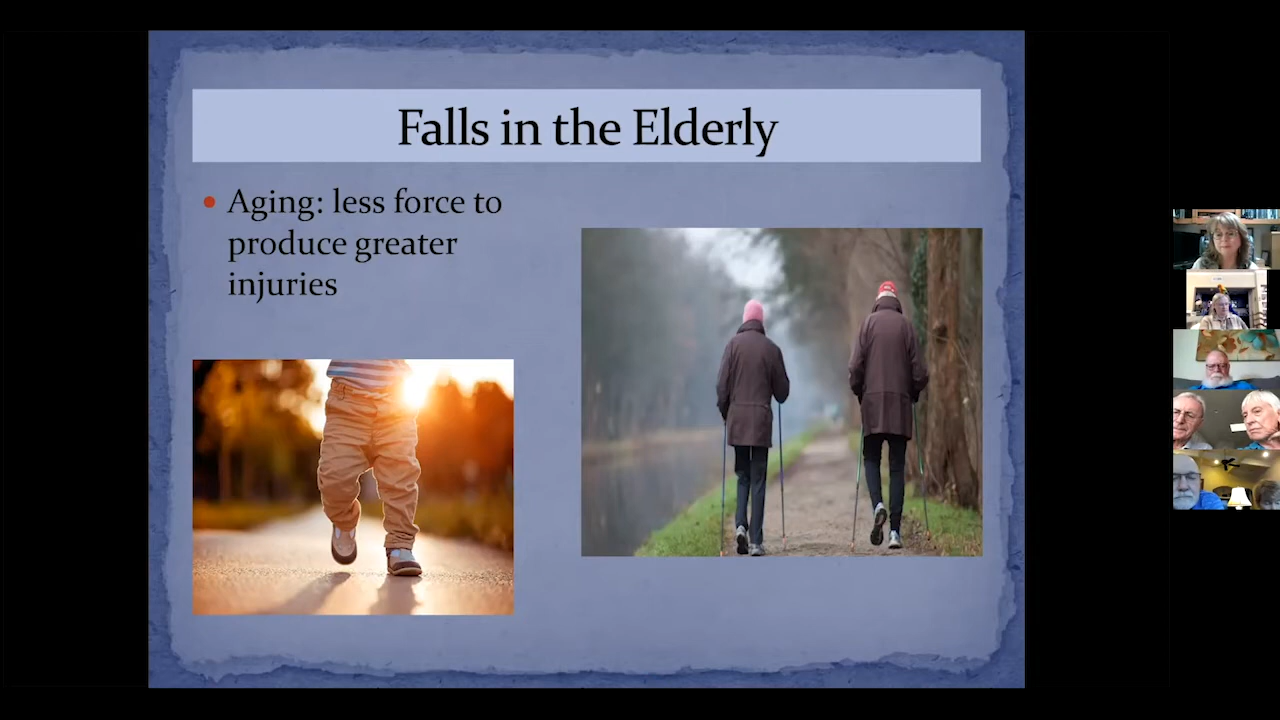 Falls in the Elderly
Aging: less force to
produce greater
injuries